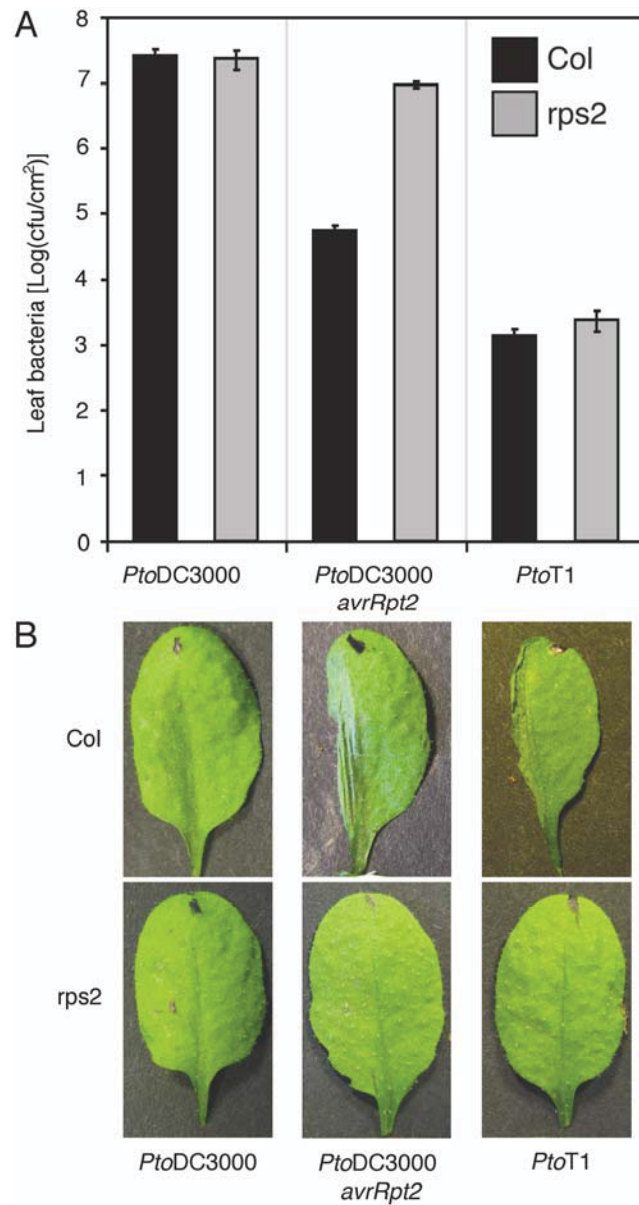 A
8
7
6
5
4
3
2
1
0
Leaf bacteria [Log(cfu/cm²)]
Col
rps2
PtoDC3000
PtoDC3000
avrRpt2
PtoT1
B
Col
rps2
PtoDC3000
PtoDC3000
avrRpt2
PtoT1